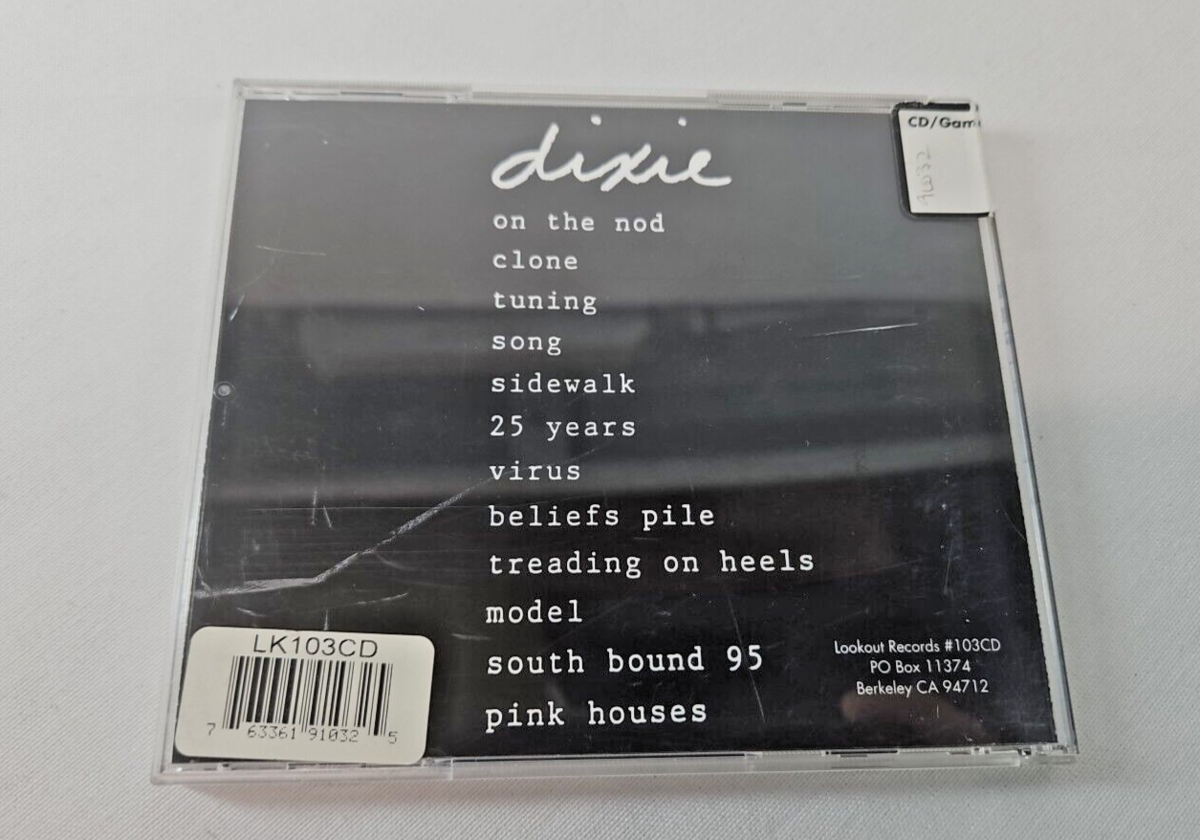 dixie
CD/Gam
on the nod
clone
tuning
song
sidewalk
25 years
virus
beliefs pile
treading on heels
model
south bound 95
pink houses
Lookout Records #103CD
PO Box 11374
Berkeley CA 94712
LK103CD
7 63361 91032 5